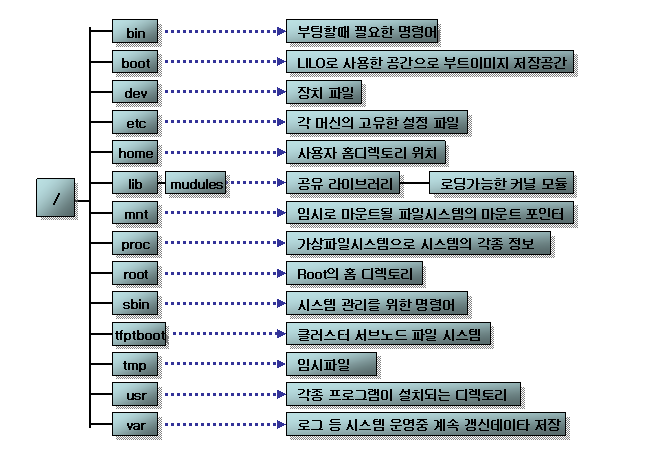 /
bin 부팅할때 필요한 명령어
boot LILO로 사용한 공간으로 부트이미지 저장공간
dev 장치 파일
etc 각 머신의 고유한 설정 파일
home 사용자 홈디렉토리 위치
lib mudules 공유 라이브러리 로딩가능한 커널 모듈
mnt 임시로 마운트될 파일시스템의 마운트 포인터
proc 가상파일시스템으로 시스템의 각종 정보
root Root의 홈 디렉토리
sbin 시스템 관리를 위한 명령어
tfptboot 클러스터 서브노드 파일 시스템
tmp 임시파일
usr 각종 프로그램이 설치되는 디렉토리
var 로그 등 시스템 운영중 계속 갱신데이타 저장